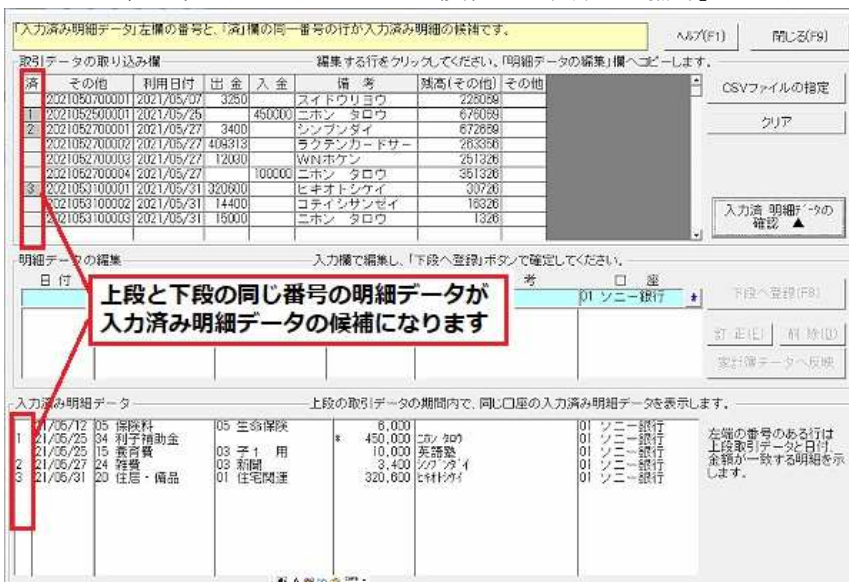 「入力済み明細データ」左欄の番号と、「済」欄の同一番号の行が入力済み明細の候補です。
ヘルプ(F1)
閉じる(F9)
取引データの取り込み欄
編集する行をクリックしてください、「明細データの編集」欄へコピーします。
済 その他 利用日付 出 金 入 金 備 考 残高(その他) その他
2021050700001 2021/05/07 3250 スイドウリヨウ 226069
1 2021052500001 2021/05/25 450000 ニホン タロウ 676069
2 2021052700001 2021/05/27 3400 シンブンダイ 672669
2021052700002 2021/05/27 409313 ラクテンカードサー 263356
2021052700003 2021/05/27 12030 WNホケン 251326
2021052700004 2021/05/27 100000 ニホン タロウ 351326
3 2021053100001 2021/05/31 320600 ヒキオトシケイ 30726
2021053100002 2021/05/31 14400 コテイシサンゼイ 16326
2021053100003 2021/05/31 15000 ニホン タロウ 1326
CSVファイルの指定
クリア
入力済 明細データの
確認 ▲
明細データの編集
入力欄で編集し、「下段へ登録」ボタンで確定してください。
日 付
考
口 座
01 ソニー銀行 *
下段へ登録(F8)
訂 正(E)
削 除(D)
家計簿データへ反映
上段と下段の同じ番号の明細データが
入力済み明細データの候補になります
入力済み明細データ
上段の取引データの期間内で、同じ口座の入力済み明細データを表示します。
21/05/12 05 保険料 05 生命保険 6,000 01 ソニー銀行
1 21/05/25 34 利子補助金 * 450,000 ニホン タロウ 01 ソニー銀行
21/05/25 15 養育費 03 子1 用 10,000 英語塾 01 ソニー銀行
2 21/05/27 24 雑費 03 新聞 3,400 シンブンダイ 01 ソニー銀行
3 21/05/31 20 住居・備品 01 住宅関連 320,600 ヒキオトシケイ 01 ソニー銀行
左端の番号のある行は
上段取引データと日付、
金額が一致する明細を示
します。